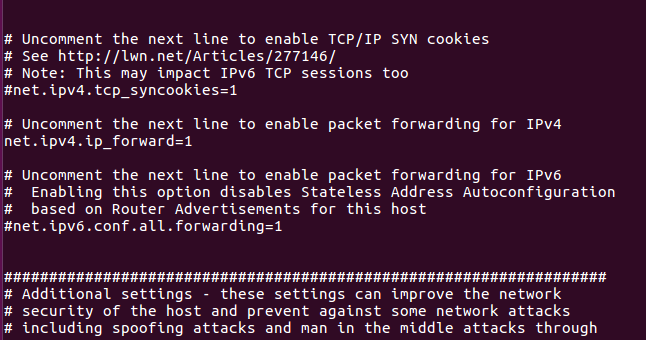 # Uncomment the next line to enable TCP/IP SYN cookies
# See http://lwn.net/Articles/277146/
# Note: This may impact IPv6 TCP sessions too
#net.ipv4.tcp_syncookies=1
# Uncomment the next line to enable packet forwarding for IPv4
net.ipv4.ip_forward=1
# Uncomment the next line to enable packet forwarding for IPv6
#  Enabling this option disables Stateless Address Autoconfiguration
#  based on Router Advertisements for this host
#net.ipv6.conf.all.forwarding=1
###################################################################
# Additional settings - these settings can improve the network
# security of the host and prevent against some network attacks
# including spoofing attacks and man in the middle attacks through